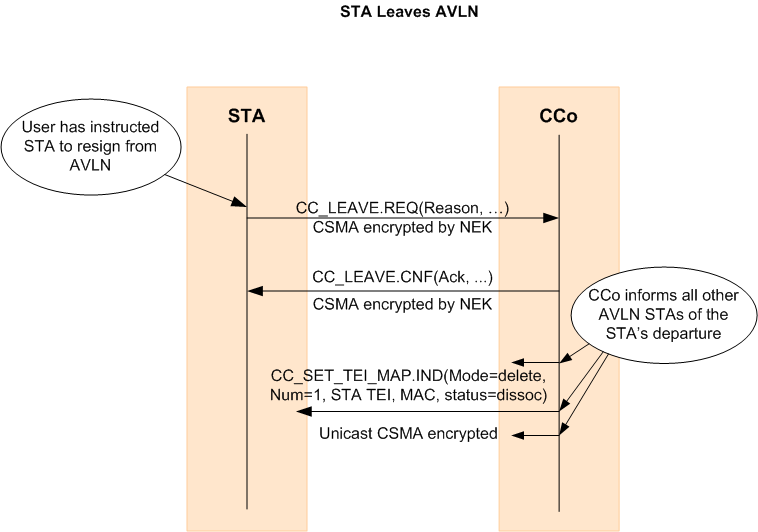 STA Leaves AVLN
STA
CCo
User has instructed
STA to resign from
AVLN
CC_LEAVE.REQ(Reason, …)
CSMA encrypted by NEK
CC_LEAVE.CNF(Ack, ...)
CSMA encrypted by NEK
CCo informs all other
AVLN STAs of the
STA's departure
CC_SET_TEI_MAP.IND(Mode=delete,
Num=1, STA TEI, MAC, status=dissoc)
Unicast CSMA encrypted